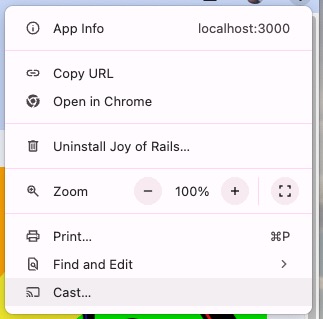 App Info localhost:3000
Copy URL
Open in Chrome
Uninstall Joy of Rails...
Zoom − 100% +
Print... ⌘P
Find and Edit
Cast...